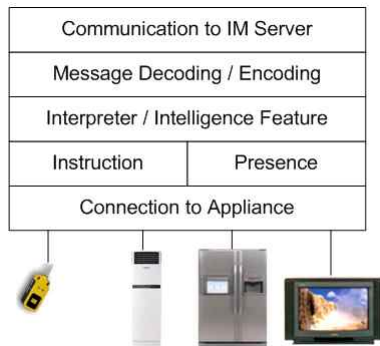 Communication to IM Server
Message Decoding / Encoding
Interpreter / Intelligence Feature
Instruction Presence
Connection to Appliance